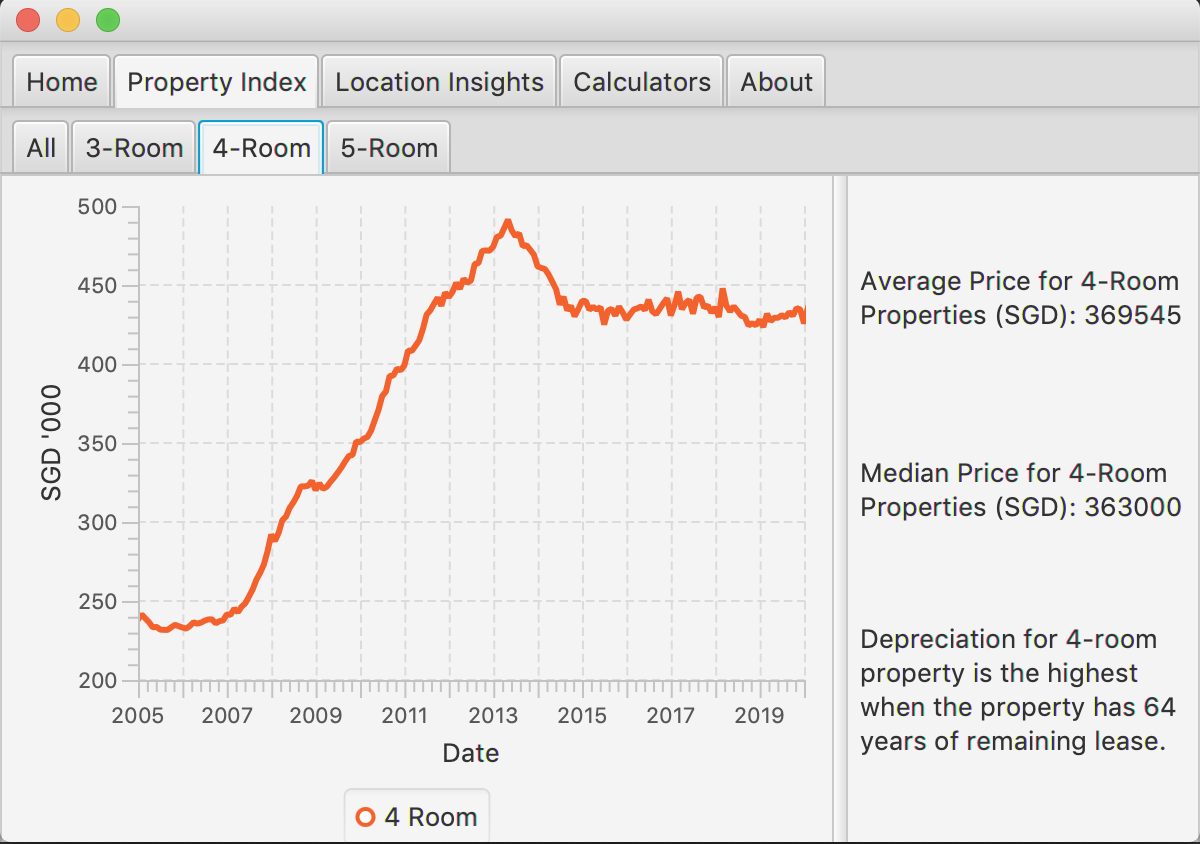 Home Property Index Location Insights Calculators About
All 3-Room 4-Room 5-Room
500
450
400
350
300
250
200
SGD '000
2005 2007 2009 2011 2013 2015 2017 2019
Date
4 Room
Average Price for 4-Room
Properties (SGD): 369545
Median Price for 4-Room
Properties (SGD): 363000
Depreciation for 4-room
property is the highest
when the property has 64
years of remaining lease.